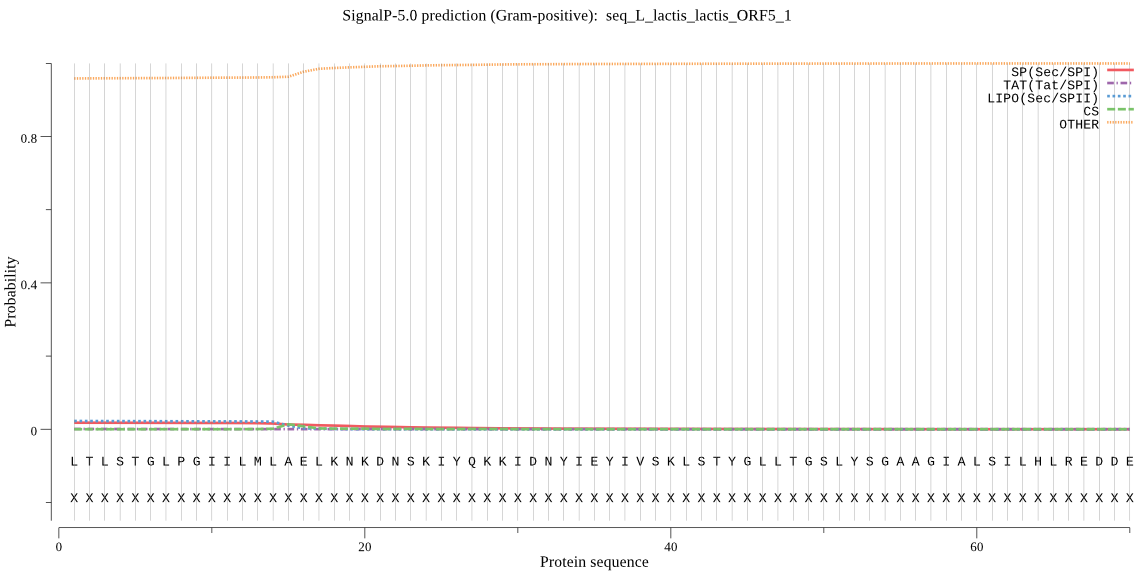 SignalP-5.0 prediction (Gram-positive): seq_L_lactis_lactis_ORF5_1
SP(Sec/SPI)
TAT(Tat/SPI)
LIPO(Sec/SPII)
CS
OTHER
0.8
0.4
0
Probability
L T L S T G L P G I I L M L A E L K N K D N S K I Y Q K K I D N Y I E Y I V S K L S T Y G L L T G S L Y S G A A G I A L S I L H L R E D D E
X X X X X X X X X X X X X X X X X X X X X X X X X X X X X X X X X X X X X X X X X X X X X X X X X X X X X X X X X X X X X X X X X X X X X X
0 20 40 60
Protein sequence